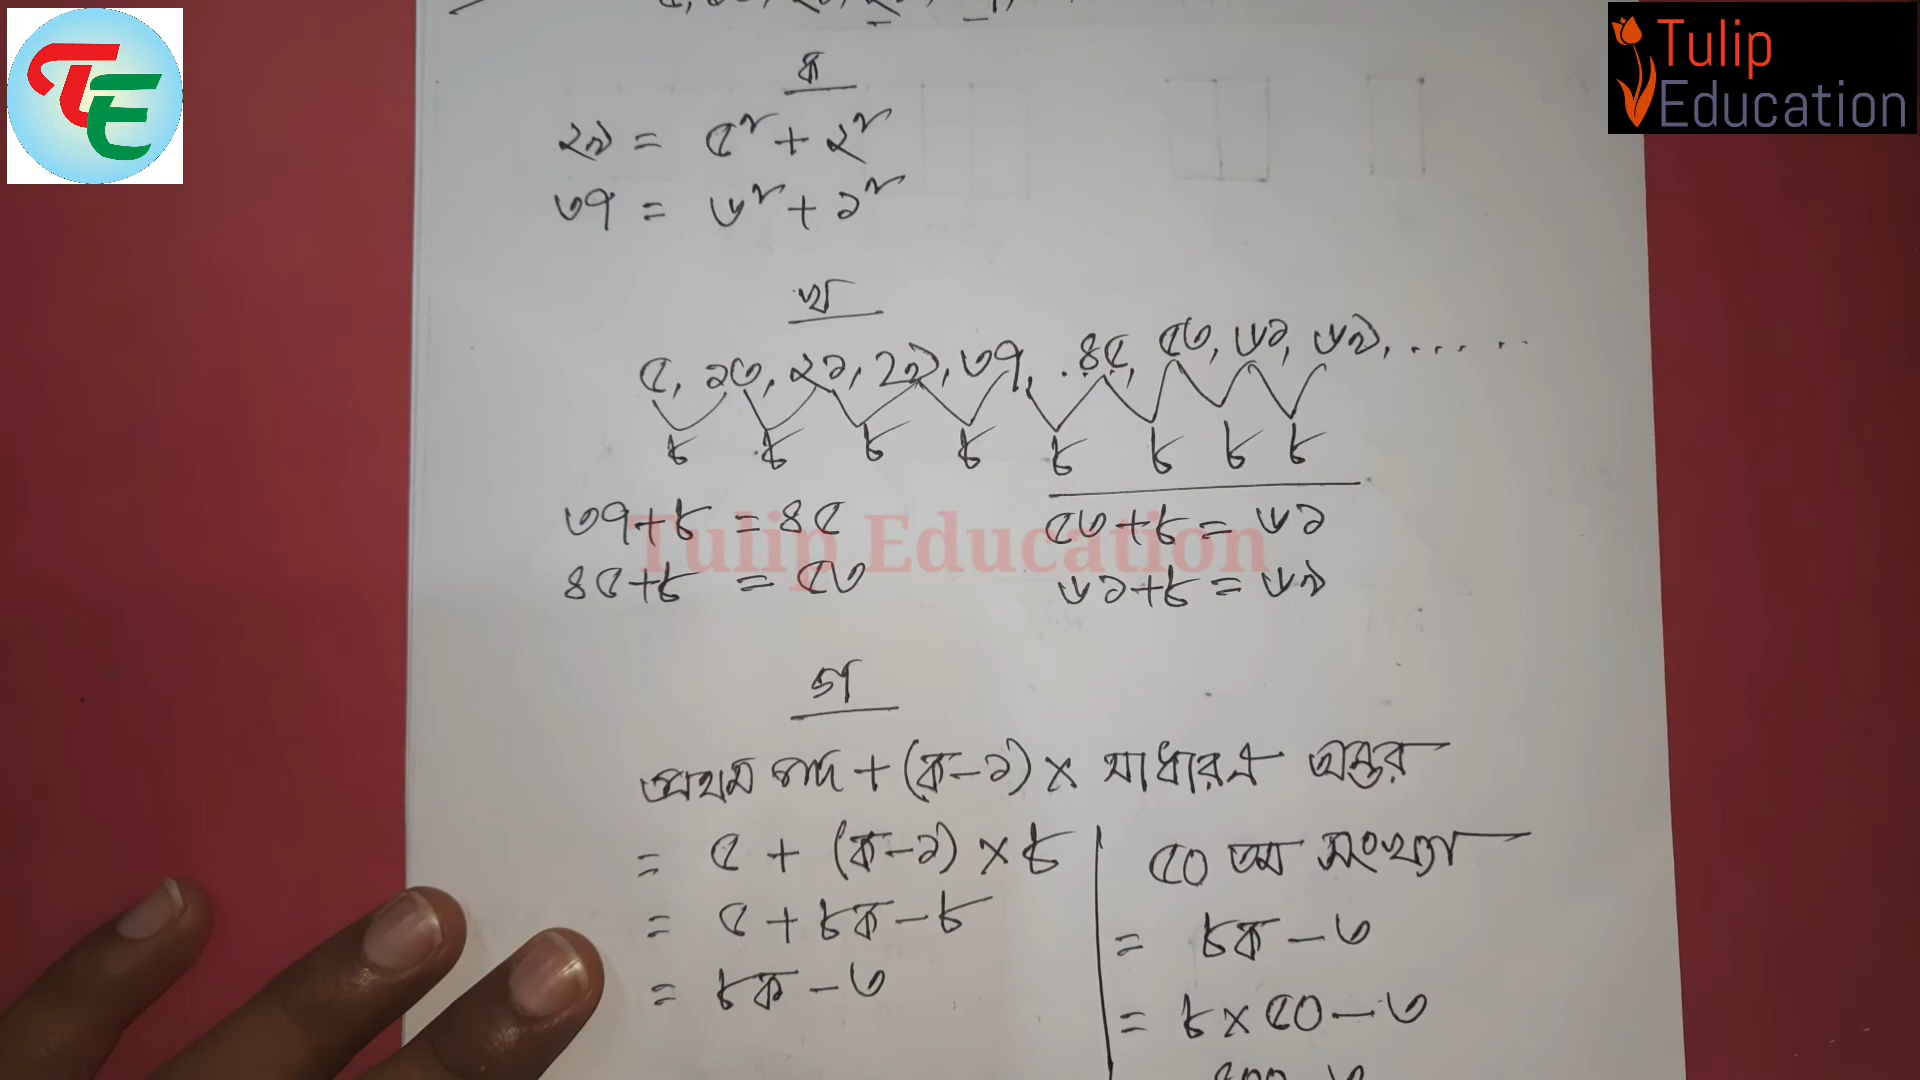 TE
Tulip
Education
ক
২৯ = ৫² + ২²
৩৭ = ৬² + ১²
খ
৫, ১৩, ২১, ২৯, ৩৭, ৪৫, ৫৩, ৬১, ৬৯, ......
৮ ৮ ৮ ৮ ৮ ৮ ৮ ৮
৩৭+৮ = ৪৫
৪৫+৮ = ৫৩
৫৩+৮ = ৬১
৬১+৮ = ৬৯
Tulip Education
গ
প্রথম পদ + (ক-১) × সাধারণ অন্তর
= ৫ + (ক-১) × ৮
= ৫ + ৮ক - ৮
= ৮ক - ৩
৫০ তম সংখ্যা
= ৮ক - ৩
= ৮×৫০ - ৩